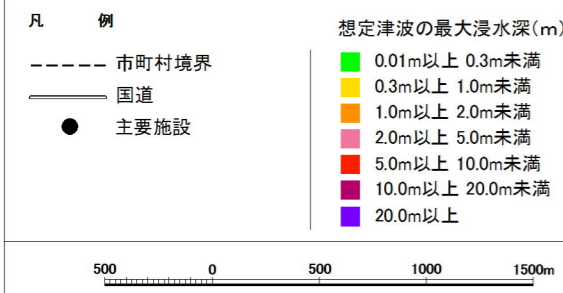 凡　例
市町村境界
国道
主要施設
想定津波の最大浸水深(m)
0.01m以上 0.3m未満
0.3m以上 1.0m未満
1.0m以上 2.0m未満
2.0m以上 5.0m未満
5.0m以上 10.0m未満
10.0m以上 20.0m未満
20.0m以上
500 0 500 1000 1500m